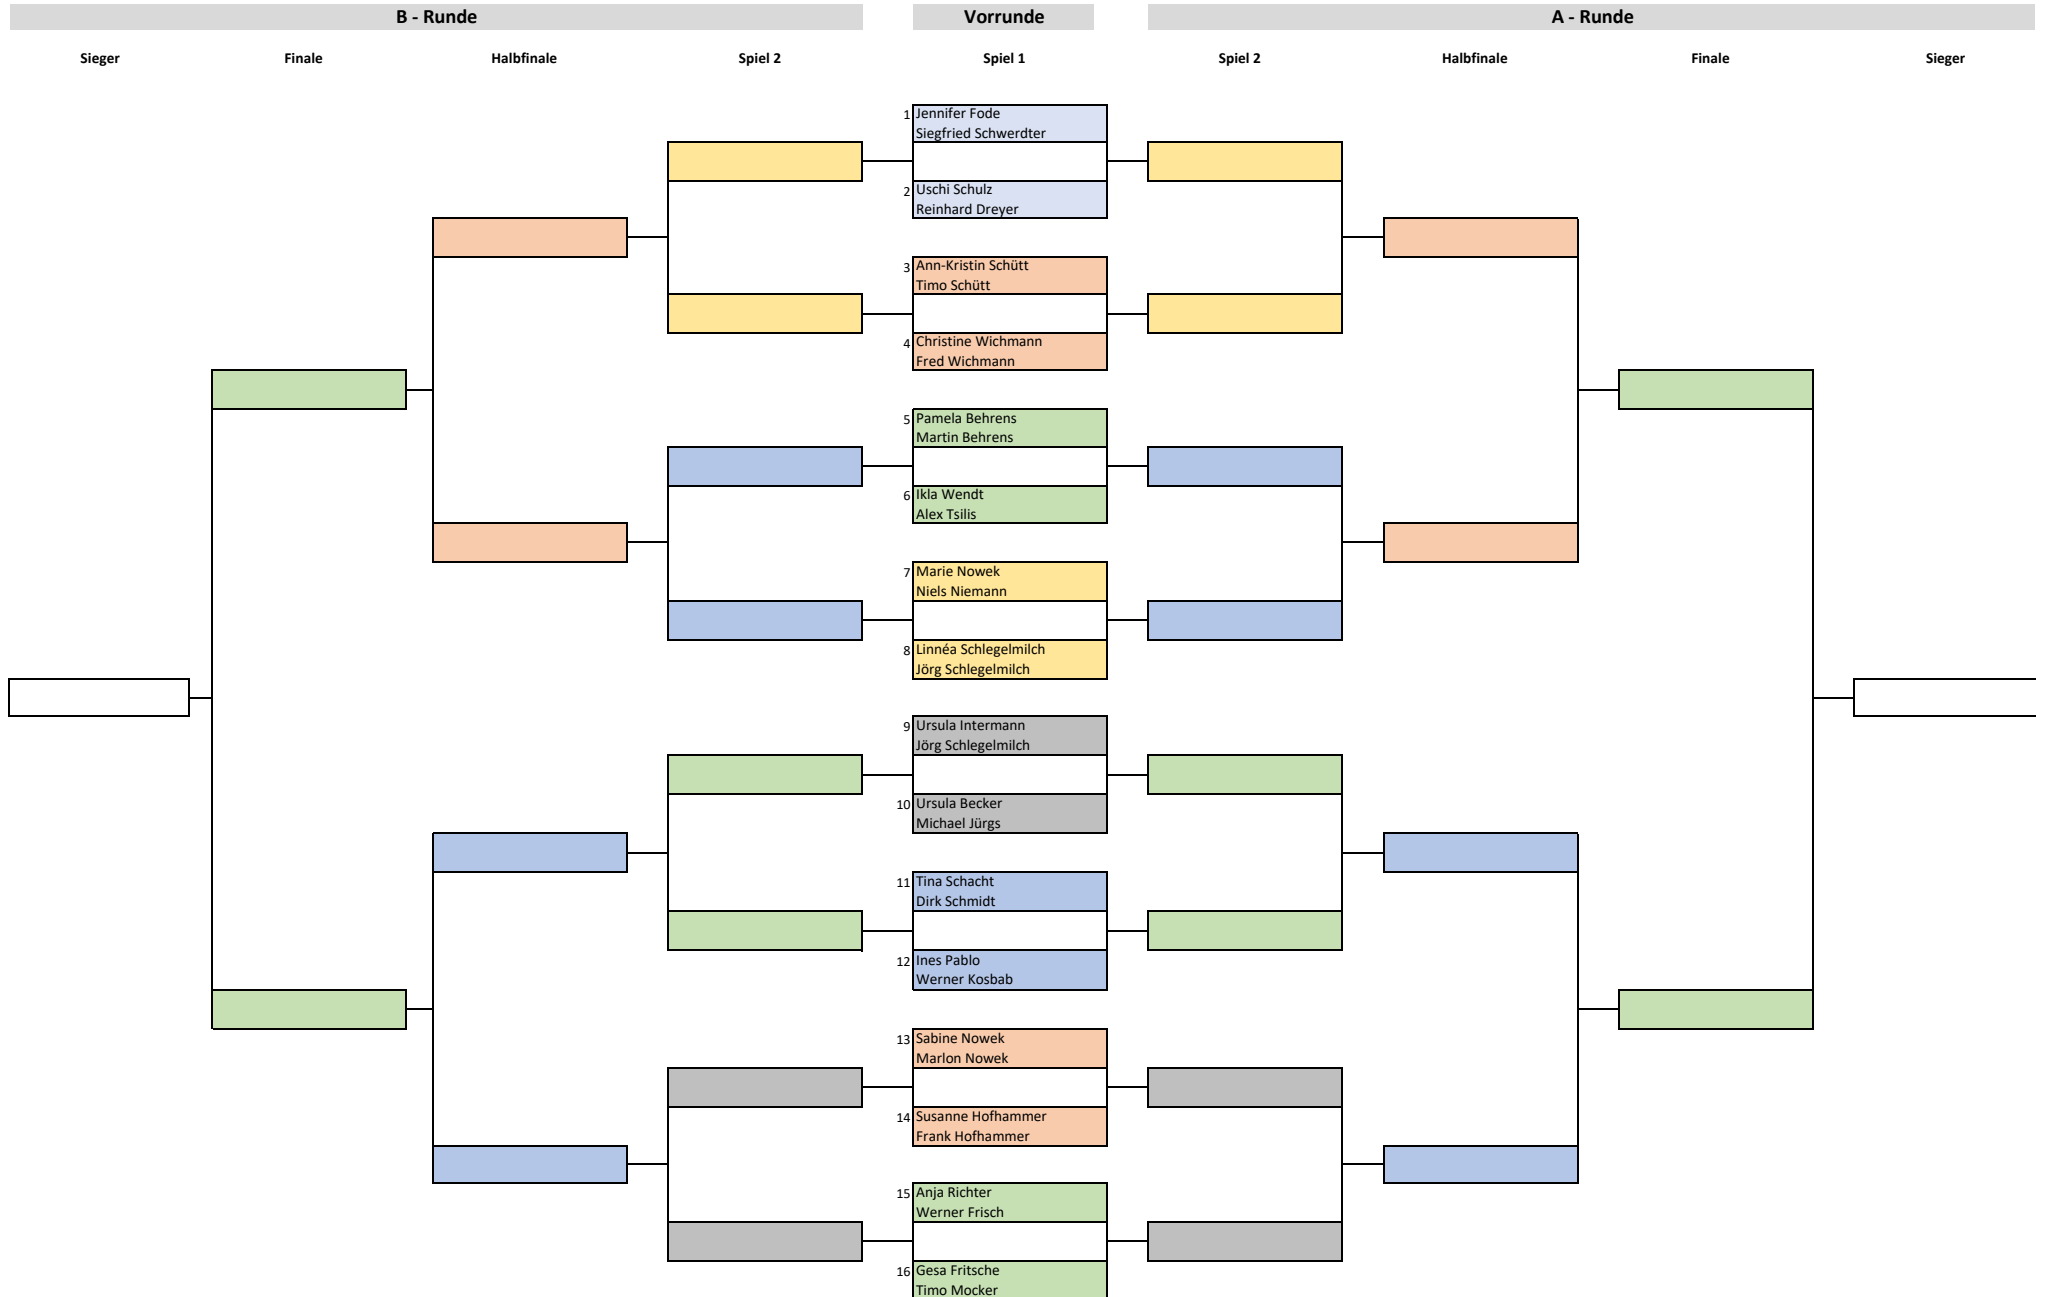 B - Runde
Vorrunde
A - Runde
Sieger
Finale
Halbfinale
Spiel 2
Spiel 1
Spiel 2
Halbfinale
Finale
Sieger
1 Jennifer Fode
Siegfried Schwerdter
2 Uschi Schulz
Reinhard Dreyer
3 Ann-Kristin Schütt
Timo Schütt
4 Christine Wichmann
Fred Wichmann
5 Pamela Behrens
Martin Behrens
6 Ikla Wendt
Alex Tsilis
7 Marie Nowek
Niels Niemann
8 Linnéa Schlegelmilch
Jörg Schlegelmilch
9 Ursula Intermann
Jörg Schlegelmilch
10 Ursula Becker
Michael Jürgs
11 Tina Schacht
Dirk Schmidt
12 Ines Pablo
Werner Kosbab
13 Sabine Nowek
Marlon Nowek
14 Susanne Hofhammer
Frank Hofhammer
15 Anja Richter
Werner Frisch
16 Gesa Fritsche
Timo Mocker